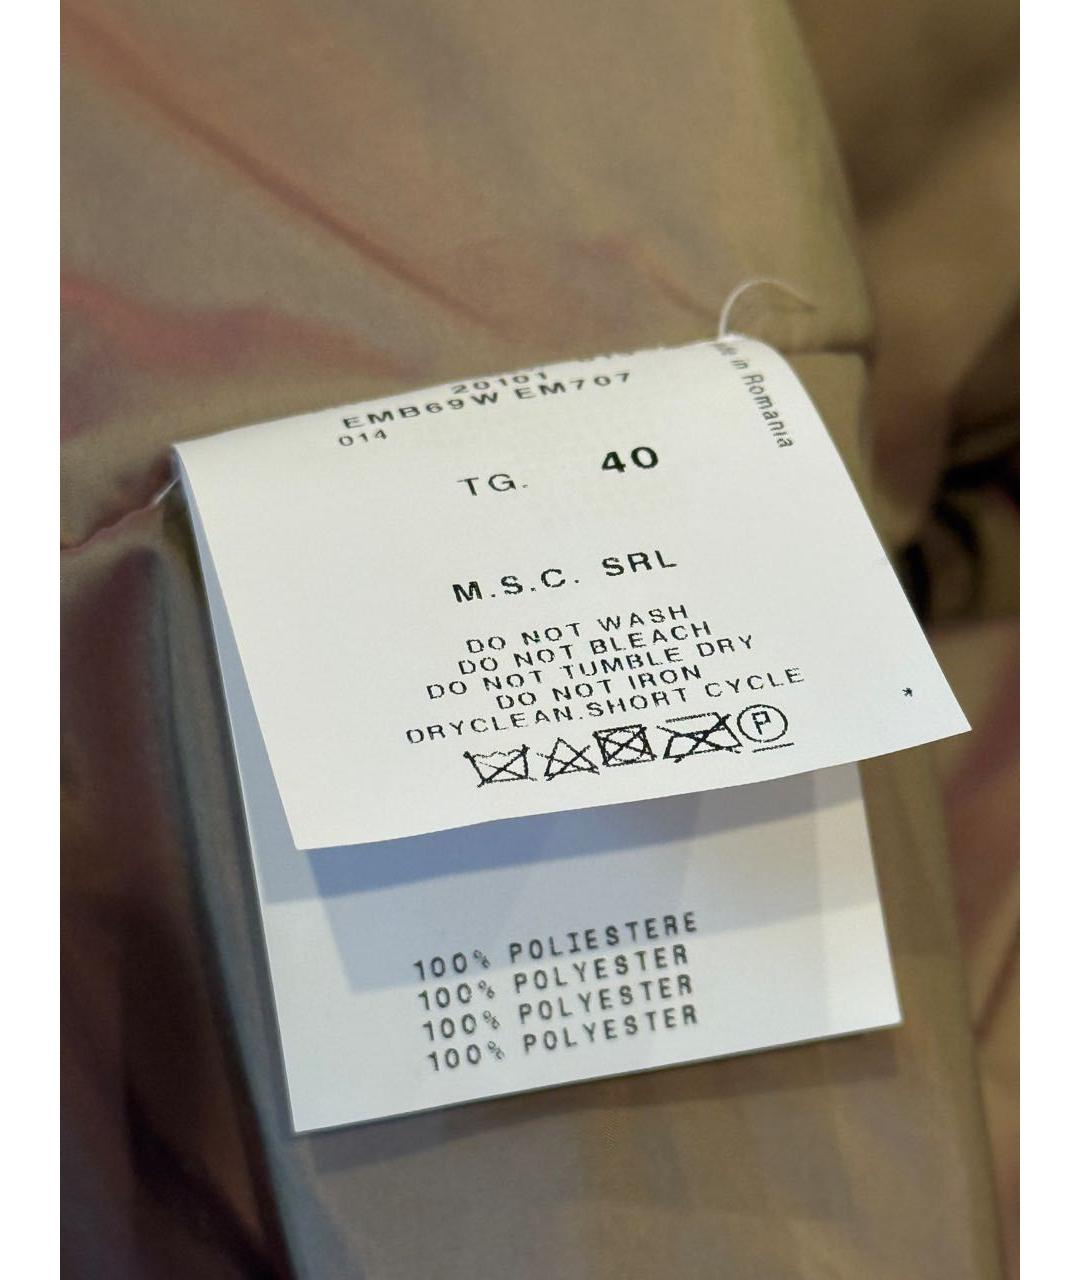 20101
EMB69W EM707
014
in Romania
TG. 40
M.S.C. SRL
DO NOT WASH
DO NOT BLEACH
DO NOT TUMBLE DRY
DO NOT IRON
DRYCLEAN.SHORT CYCLE
P
*
100% POLIESTERE
100% POLYESTER
100% POLYESTER
100% POLYESTER